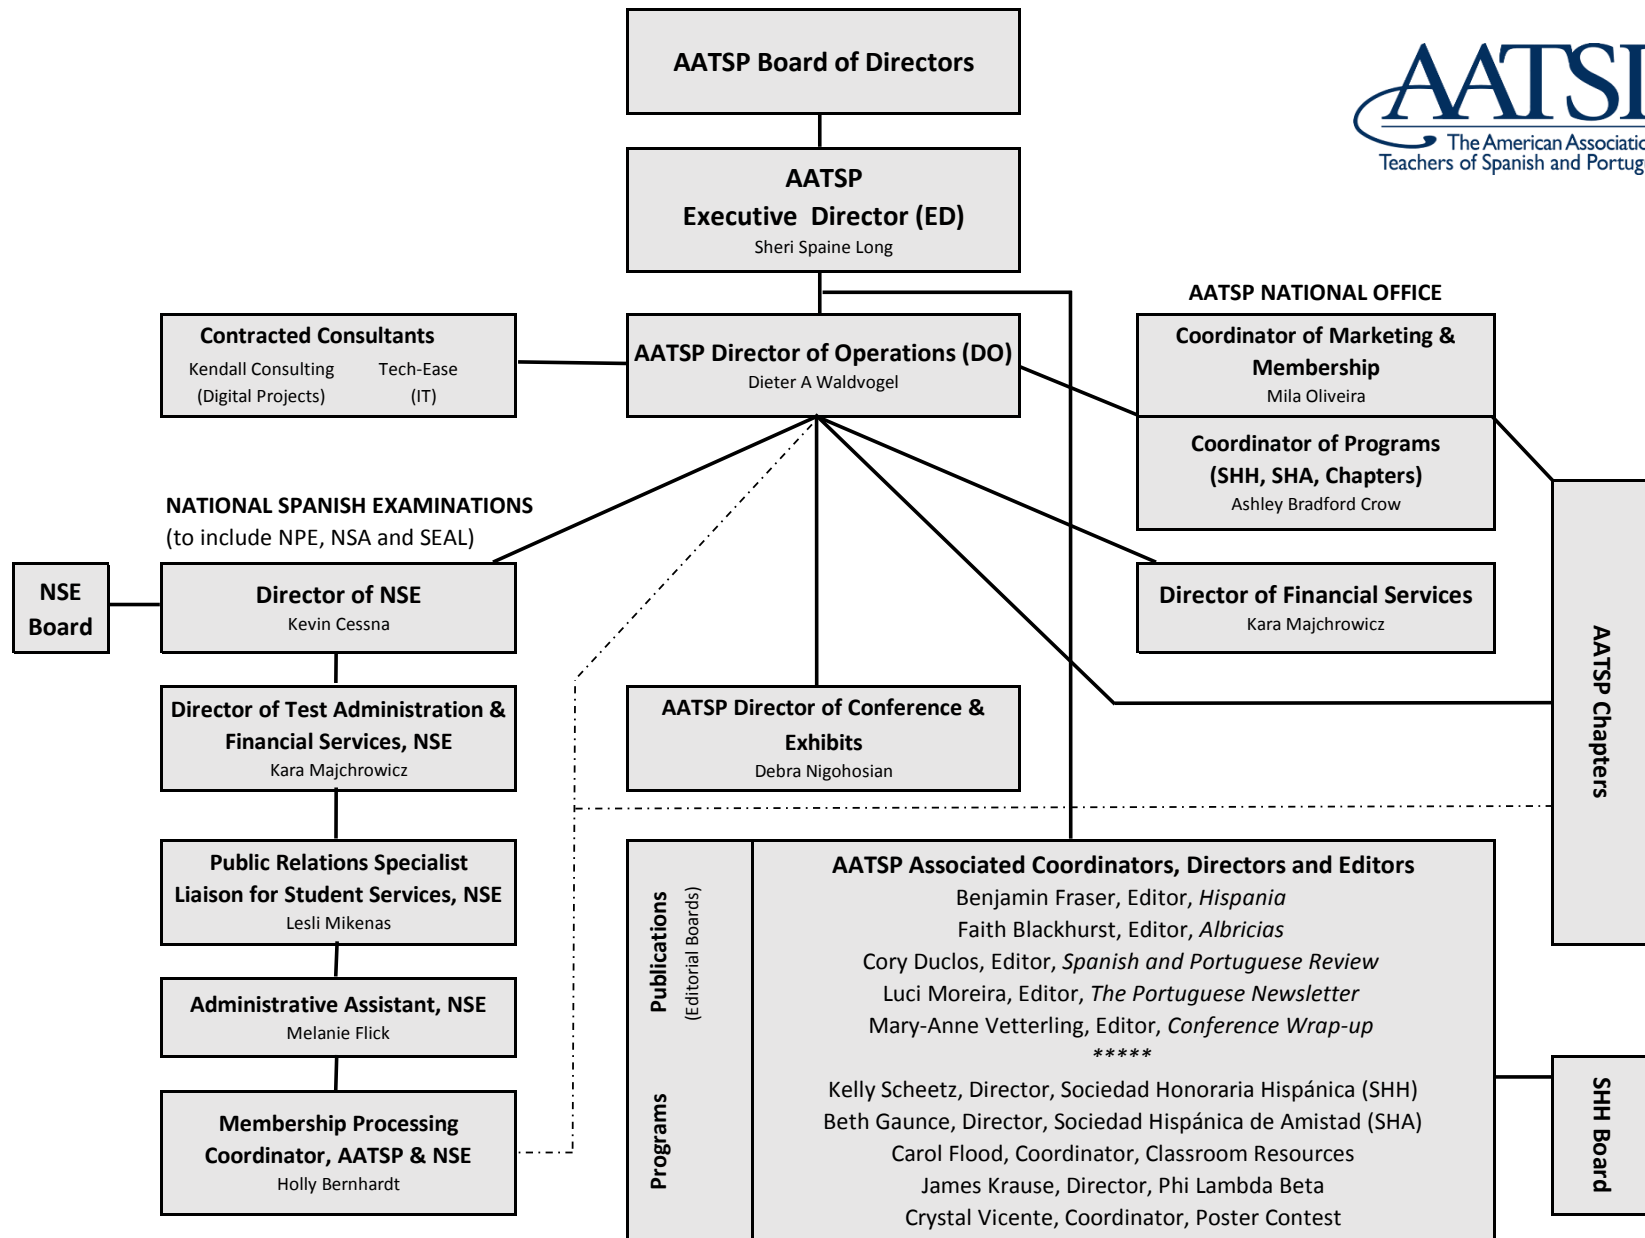 AATSP Board of Directors
AATSP
The American Associatio
Teachers of Spanish and Portug
AATSP
Executive Director (ED)
Sheri Spaine Long
AATSP NATIONAL OFFICE
Contracted Consultants
Kendall Consulting
(Digital Projects)
Tech-Ease
(IT)
AATSP Director of Operations (DO)
Dieter A Waldvogel
Coordinator of Marketing &
Membership
Mila Oliveira
Coordinator of Programs
(SHH, SHA, Chapters)
Ashley Bradford Crow
NATIONAL SPANISH EXAMINATIONS
(to include NPE, NSA and SEAL)
NSE
Board
Director of NSE
Kevin Cessna
Director of Financial Services
Kara Majchrowicz
AATSP Chapters
Director of Test Administration &
Financial Services, NSE
Kara Majchrowicz
AATSP Director of Conference &
Exhibits
Debra Nigohosian
Public Relations Specialist
Liaison for Student Services, NSE
Lesli Mikenas
Administrative Assistant, NSE
Melanie Flick
Membership Processing
Coordinator, AATSP & NSE
Holly Bernhardt
Publications
(Editorial Boards)
Programs
AATSP Associated Coordinators, Directors and Editors
Benjamin Fraser, Editor, Hispania
Faith Blackhurst, Editor, Albricias
Cory Duclos, Editor, Spanish and Portuguese Review
Luci Moreira, Editor, The Portuguese Newsletter
Mary-Anne Vetterling, Editor, Conference Wrap-up
*****
Kelly Scheetz, Director, Sociedad Honoraria Hispánica (SHH)
Beth Gaunce, Director, Sociedad Hispánica de Amistad (SHA)
Carol Flood, Coordinator, Classroom Resources
James Krause, Director, Phi Lambda Beta
Crystal Vicente, Coordinator, Poster Contest
SHH Board